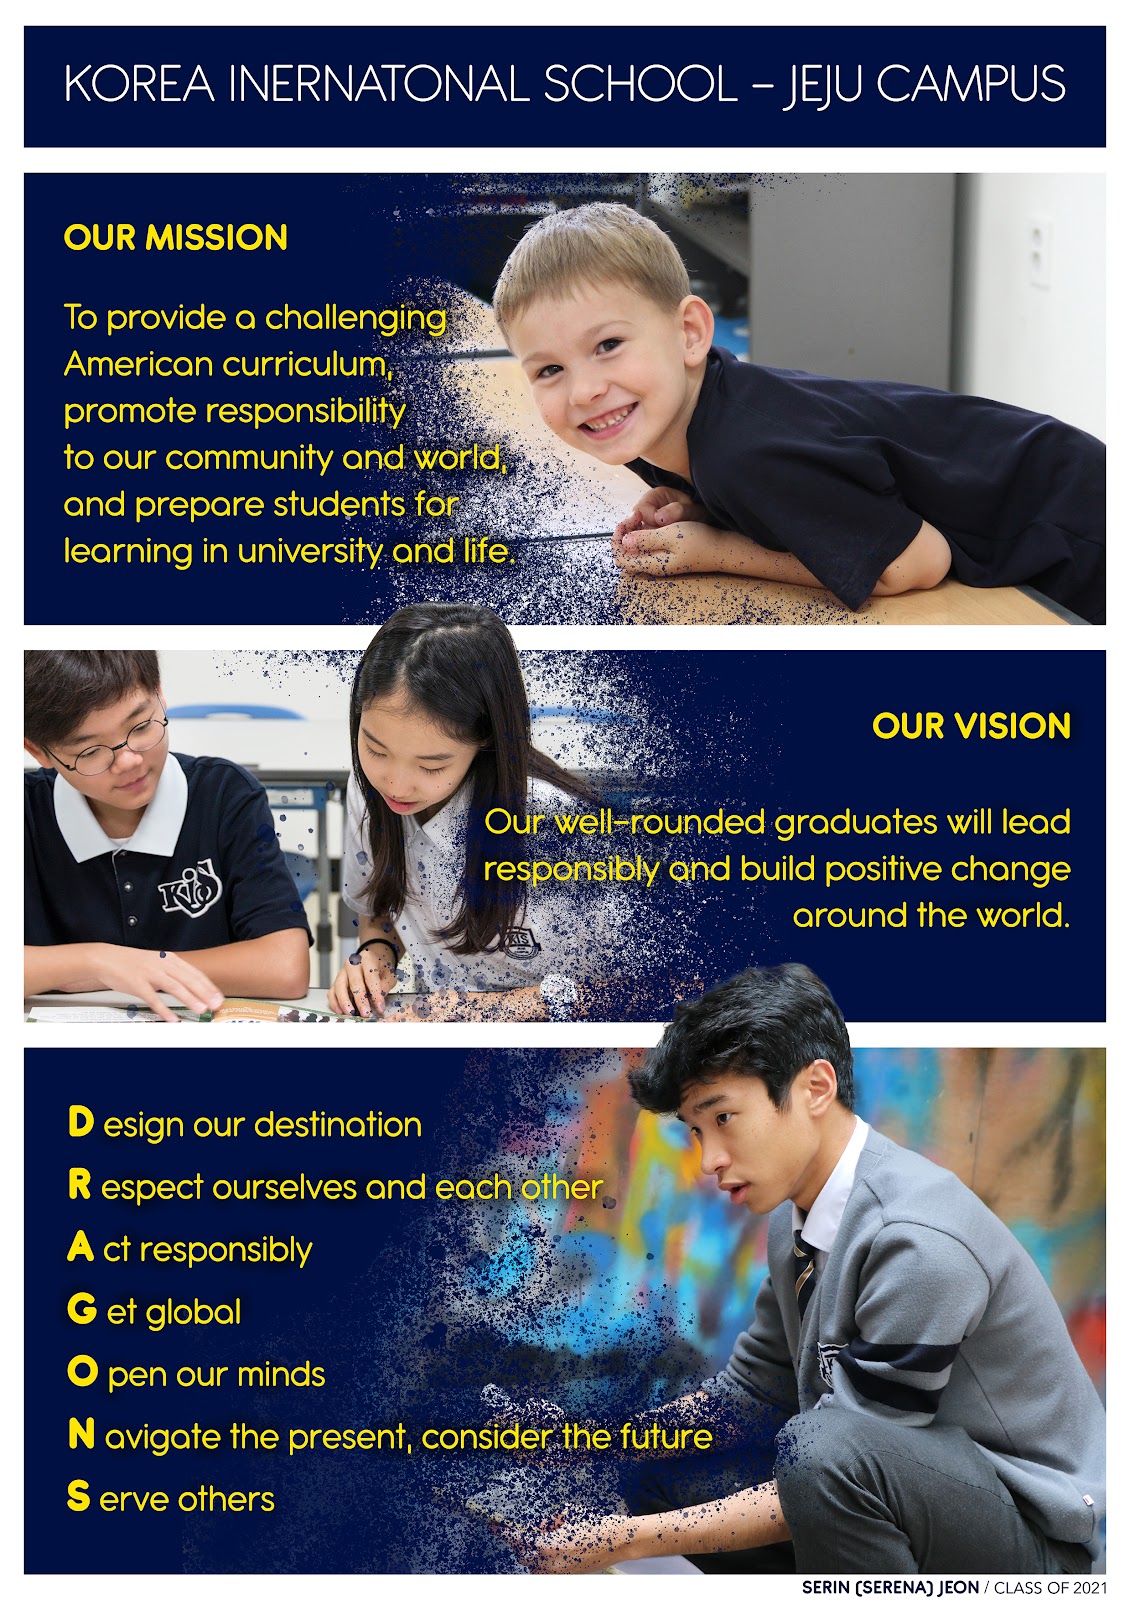 KOREA INERNATONAL SCHOOL – JEJU CAMPUS
OUR MISSION
To provide a challenging
American curriculum,
promote responsibility
to our community and world,
and prepare students for
learning in university and life.
KIS
KIS
OUR VISION
Our well-rounded graduates will lead
responsibly and build positive change
around the world.
D esign our destination
R espect ourselves and each other
A ct responsibly
G et global
O pen our minds
N avigate the present, consider the future
S erve others
SERIN (SERENA) JEON / CLASS OF 2021